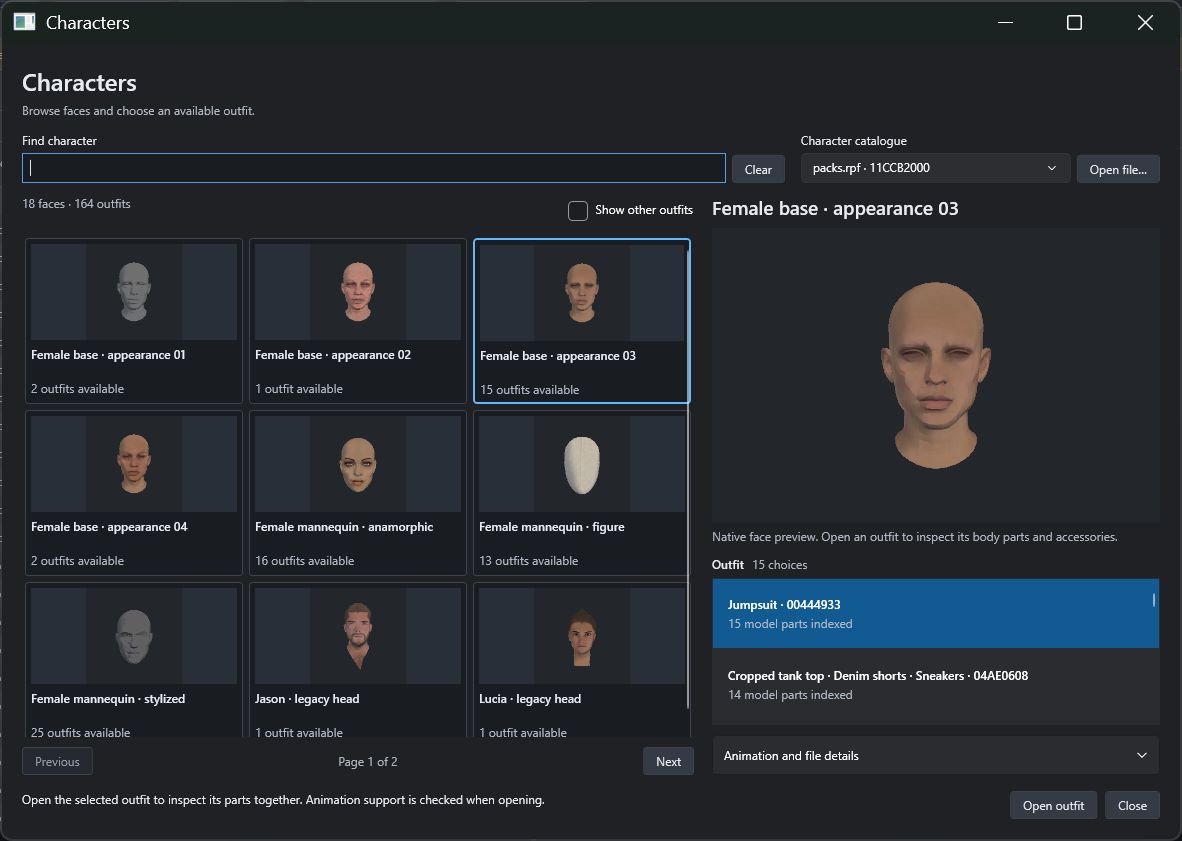 Characters
Characters
Browse faces and choose an available outfit.
Find character
Clear
Character catalogue
packs.rpf · 11CCB2000
Open file...
18 faces · 164 outfits
Show other outfits
Female base · appearance 01
2 outfits available
Female base · appearance 02
1 outfit available
Female base · appearance 03
15 outfits available
Female base · appearance 04
2 outfits available
Female mannequin · anamorphic
16 outfits available
Female mannequin · figure
13 outfits available
Female mannequin · stylized
25 outfits available
Jason · legacy head
1 outfit available
Lucia · legacy head
1 outfit available
Previous
Page 1 of 2
Next
Female base · appearance 03
Native face preview. Open an outfit to inspect its body parts and accessories.
Outfit 15 choices
Jumpsuit · 00444933
15 model parts indexed
Cropped tank top · Denim shorts · Sneakers · 04AE0608
14 model parts indexed
Animation and file details
Open the selected outfit to inspect its parts together. Animation support is checked when opening.
Open outfit
Close